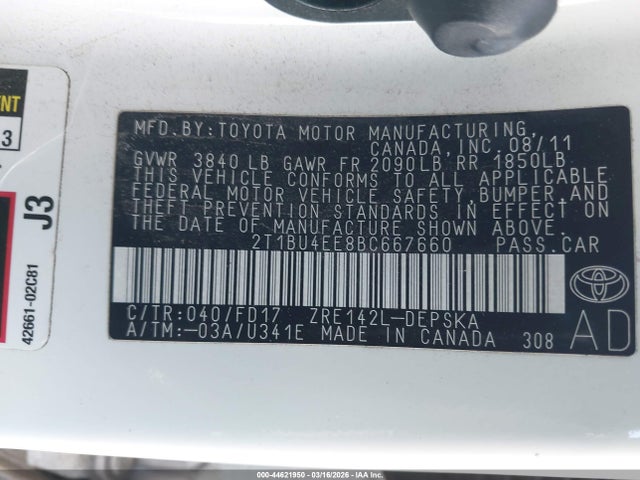 MFD.BY:TOYOTA MOTOR MANUFACTURING,
CANADA, INC. 08/11
GVWR 3840 LB GAWR FR 2090LB RR 1850LB
THIS VEHICLE CONFORMS TO ALL APPLICABLE
FEDERAL MOTOR VEHICLE SAFETY, BUMPER, AND
THEFT PREVENTION STANDARDS IN EFFECT ON
THE DATE OF MANUFACTURE SHOWN ABOVE.
2T1BU4EE8BC667660 PASS.CAR
C/TR:040/FD17 ZRE142L-DEPSKA
A/TM:-03A/U341E MADE IN CANADA 308
TOYOTA
AD
J3
42661-02C81
3
000-44621950 - 03/16/2026 - IAA Inc.